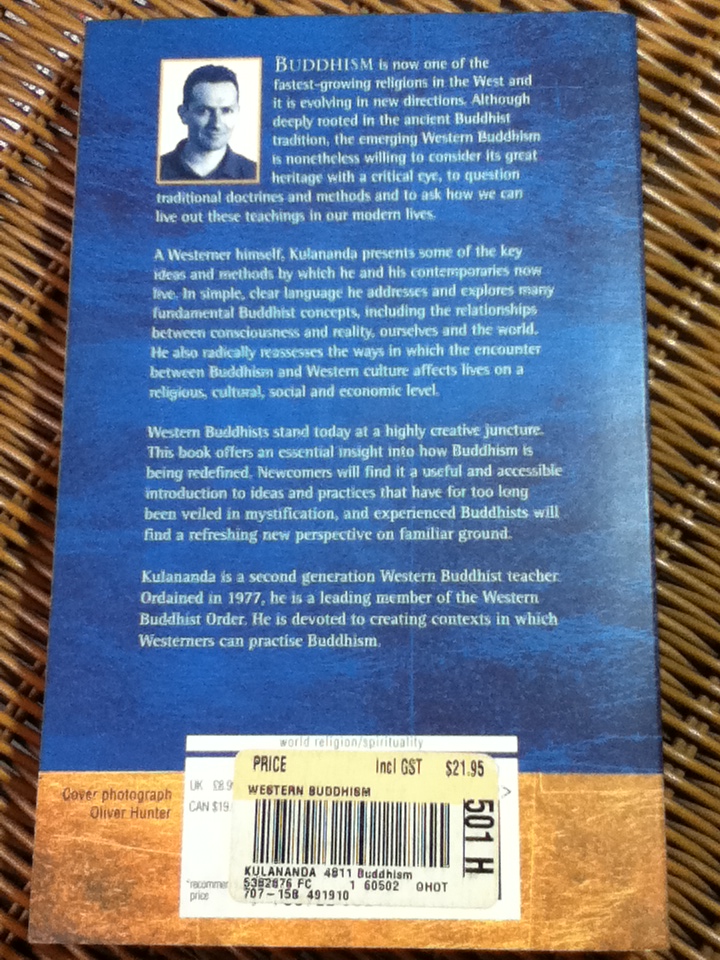 BUDDHISM is now one of the
fastest-growing religions in the West and
it is evolving in new directions. Although
deeply rooted in the ancient Buddhist
tradition, the emerging Western Buddhism
is nonetheless willing to consider its great
heritage with a critical eye, to question
traditional doctrines and methods and to ask how we can
live out these teachings in our modern lives.
A Westerner himself, Kulananda presents some of the key
ideas and methods by which he and his contemporaries now
live. In simple, clear language he addresses and explores many
fundamental Buddhist concepts, including the relationships
between consciousness and reality, ourselves and the world.
He also radically reassesses the ways in which the encounter
between Buddhism and Western culture affects lives on a
religious, cultural, social and economic level.
Western Buddhists stand today at a highly creative juncture.
This book offers an essential insight into how Buddhism is
being redefined. Newcomers will find it a useful and accessible
introduction to ideas and practices that have for too long
been veiled in mystification, and experienced Buddhists will
find a refreshing new perspective on familiar ground.
Kulananda is a second generation Western Buddhist teacher.
Ordained in 1977, he is a leading member of the Western
Buddhist Order. He is devoted to creating contexts in which
Westerners can practise Buddhism.
world religion/spirituality
Cover photograph
Oliver Hunter
UK £8.9
CAN $19.
*recommen
price
PRICE Incl GST $21.95
WESTERN BUDDHISM
501 H
KULANANDA 4811 Buddhism
5382876 FC 1 60502 QHOT
707-158 491910